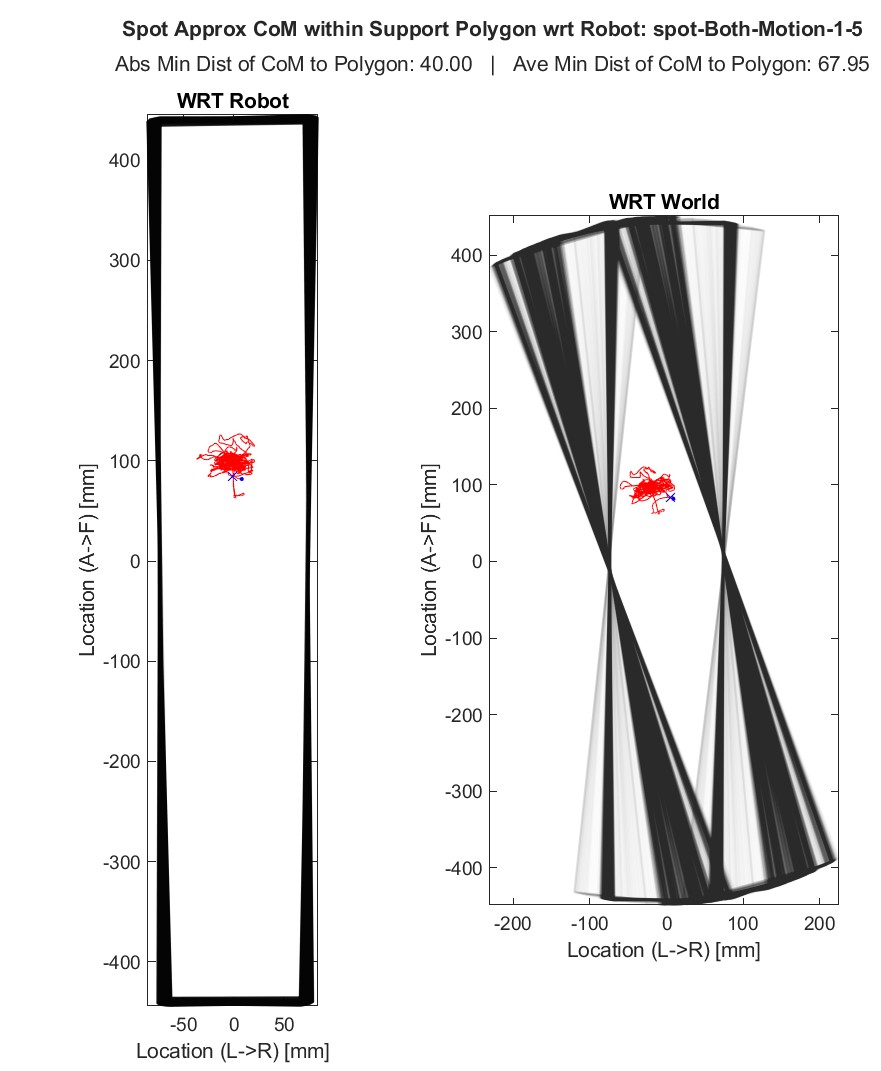 Spot Approx CoM within Support Polygon wrt Robot: spot-Both-Motion-1-5
Abs Min Dist of CoM to Polygon: 40.00 | Ave Min Dist of CoM to Polygon: 67.95
WRT Robot
400
300
200
100
0
-100
-200
-300
-400
Location (A->F) [mm]
-50 0 50
Location (L->R) [mm]
WRT World
400
300
200
100
0
-100
-200
-300
-400
Location (A->F) [mm]
-200 -100 0 100 200
Location (L->R) [mm]